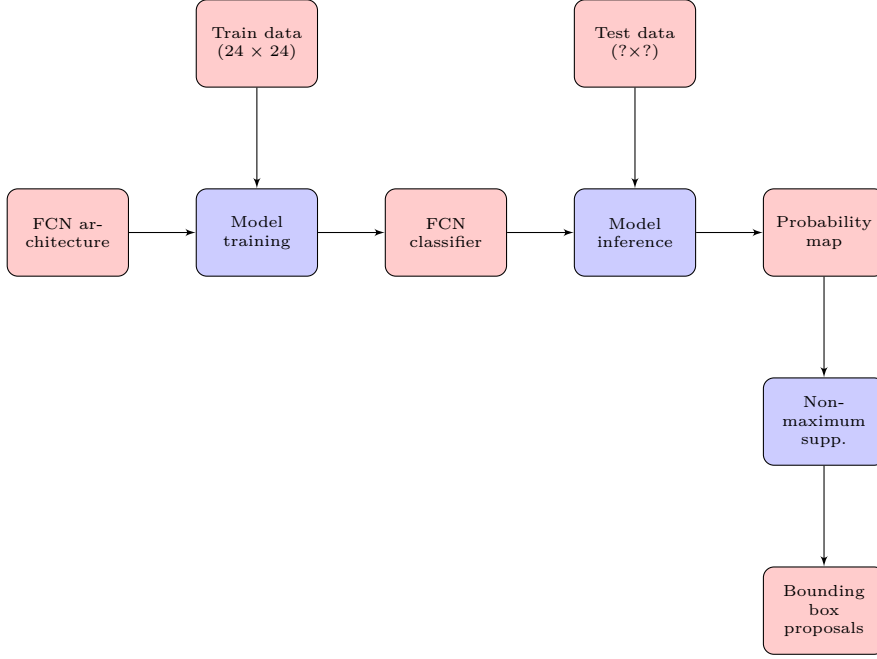 Train data
(24 × 24)
Test data
(?×?)
FCN ar-
chitecture
Model
training
FCN
classifier
Model
inference
Probability
map
Non-
maximum
supp.
Bounding
box
proposals